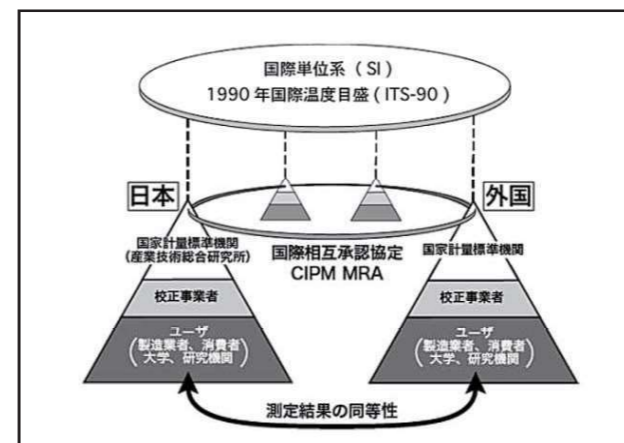 国際単位系（SI）
1990年国際温度目盛（ITS-90）
日本
外国
国家計量標準機関
（産業技術総合研究所）
国際相互承認協定
CIPM MRA
国家計量標準機関
校正事業者
校正事業者
ユーザ
（製造業者、消費者
大学、研究機関）
ユーザ
（製造業者、消費者
大学、研究機関）
測定結果の同等性